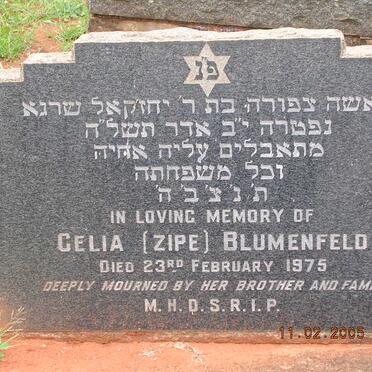 פ״נ
אשה צפורה בת ר׳ יחזקאל שרגא
נפטרה י״ב אדר תשל״ה
מתאבלים עליה אחיה
וכל משפחתה
ת׳ נ׳ צ׳ ב׳ ה׳
IN LOVING MEMORY OF
CELIA (ZIPE) BLUMENFELD
DIED 23RD FEBRUARY 1975
DEEPLY MOURNED BY HER BROTHER AND FAMI
M.H.D.S.R.I.P.
11.02.2005